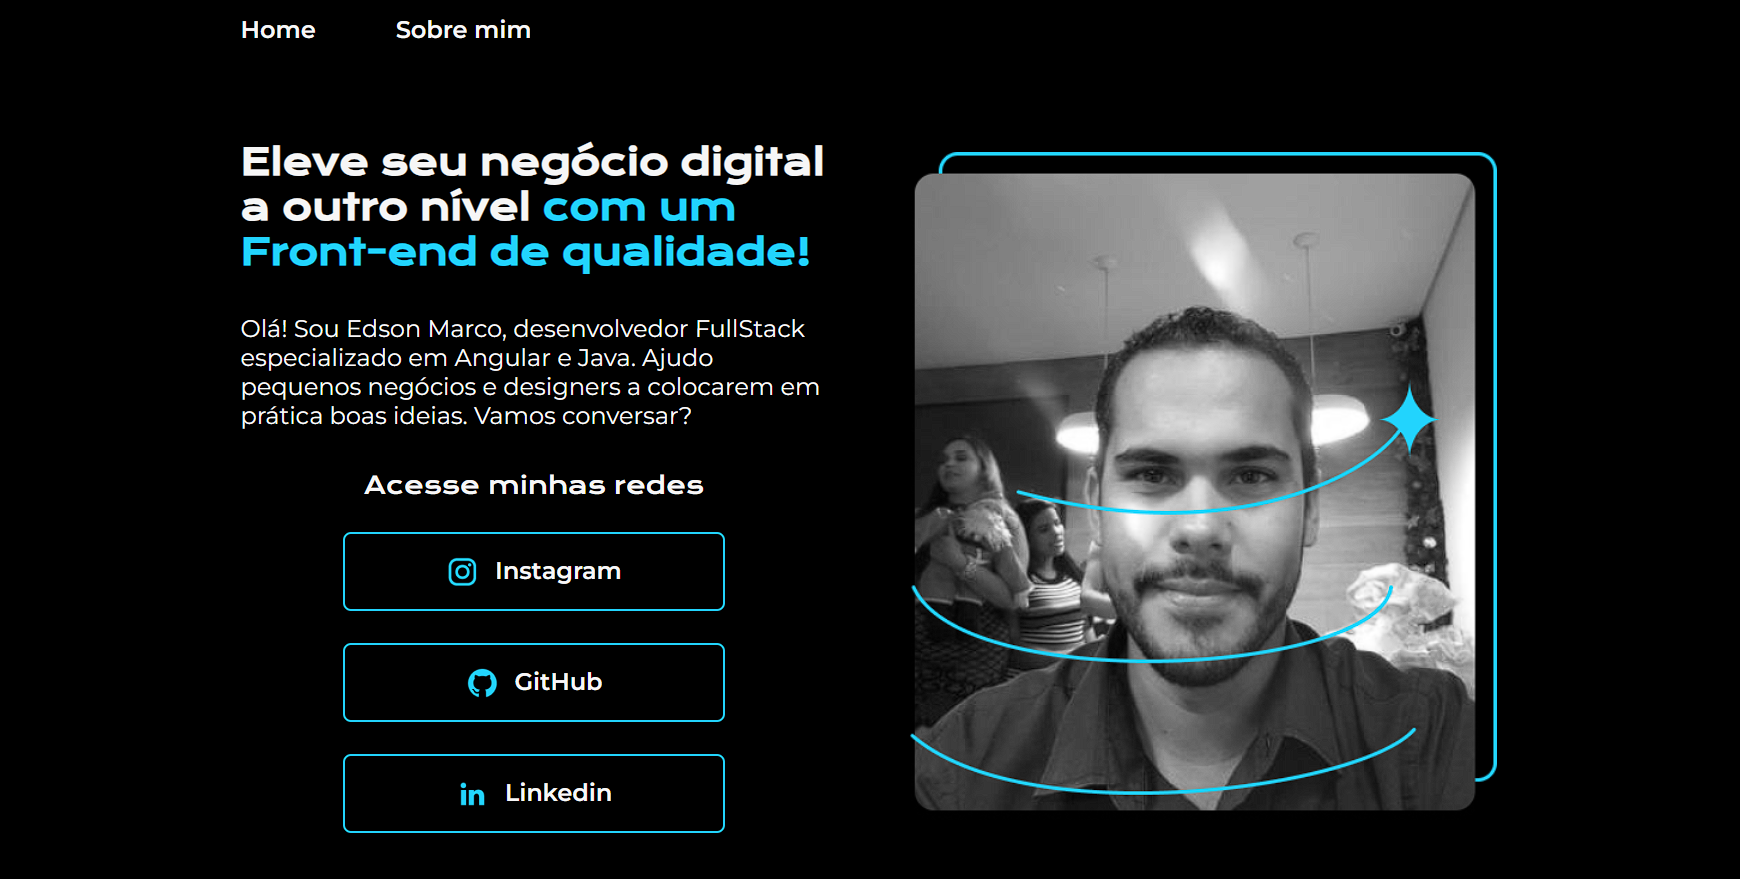 Home
Sobre mim
Eleve seu negócio digital
a outro nível com um
Front-end de qualidade!
Olá! Sou Edson Marco, desenvolvedor FullStack
especializado em Angular e Java. Ajudo
pequenos negócios e designers a colocarem em
prática boas ideias. Vamos conversar?
Acesse minhas redes
Instagram
GitHub
Linkedin